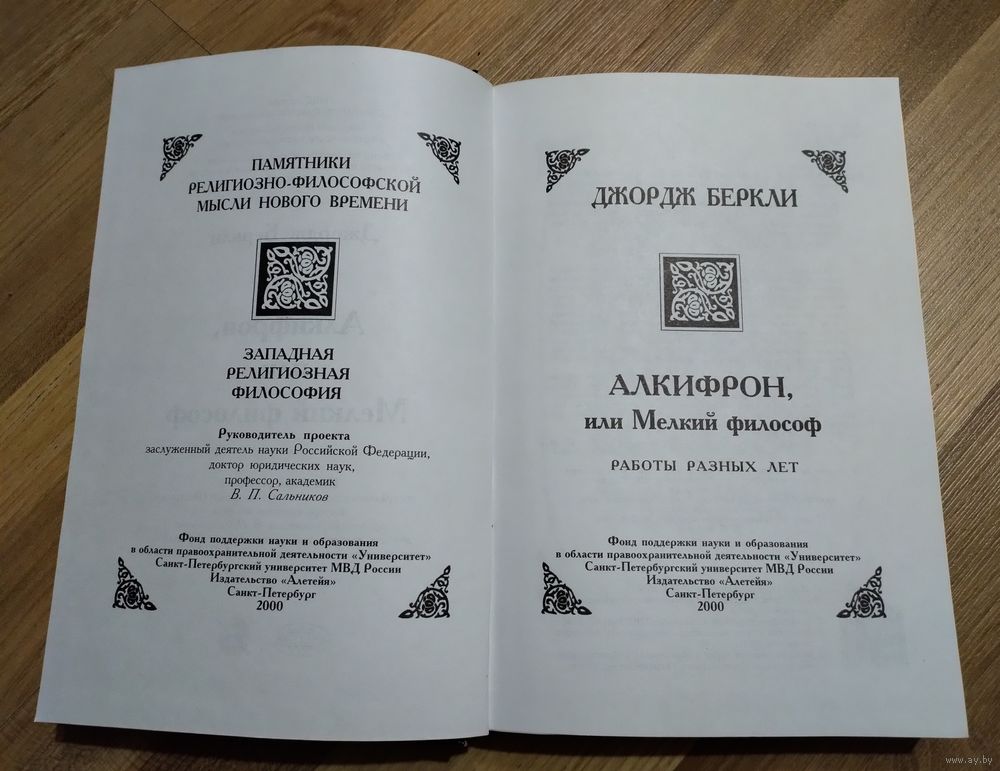 ПАМЯТНИКИ
РЕЛИГИОЗНО-ФИЛОСОФСКОЙ
МЫСЛИ НОВОГО ВРЕМЕНИ
ЗАПАДНАЯ
РЕЛИГИОЗНАЯ
ФИЛОСОФИЯ
Руководитель проекта
заслуженный деятель науки Российской Федерации,
доктор юридических наук,
профессор, академик
В. П. Сальников
Фонд поддержки науки и образования
в области правоохранительной деятельности «Университет»
Санкт-Петербургский университет МВД России
Издательство «Алетейя»
Санкт-Петербург
2000
ДЖОРДЖ БЕРКЛИ
АЛКИФРОН,
или Мелкий философ
РАБОТЫ РАЗНЫХ ЛЕТ
Фонд поддержки науки и образования
в области правоохранительной деятельности «Университет»
Санкт-Петербургский университет МВД России
Издательство «Алетейя»
Санкт-Петербург
2000
www.ay.by